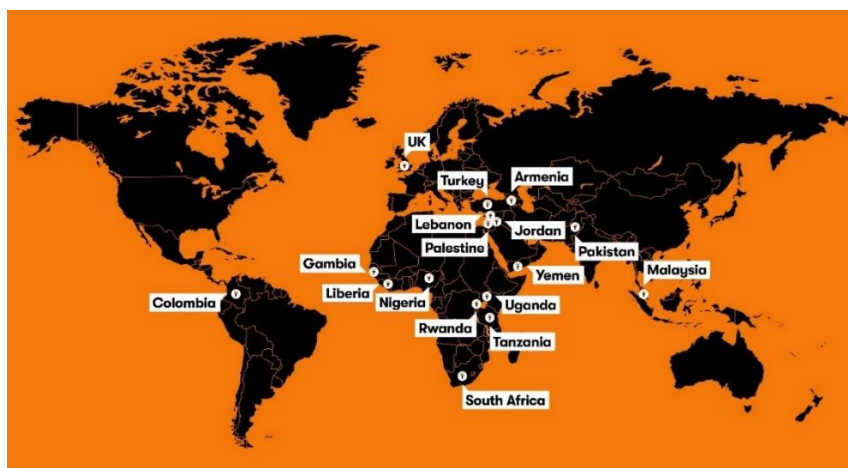 UK
Turkey
Armenia
Lebanon
Jordan
Palestine
Pakistan
Gambia
Yemen
Malaysia
Liberia
Colombia
Nigeria
Uganda
Rwanda
Tanzania
South Africa